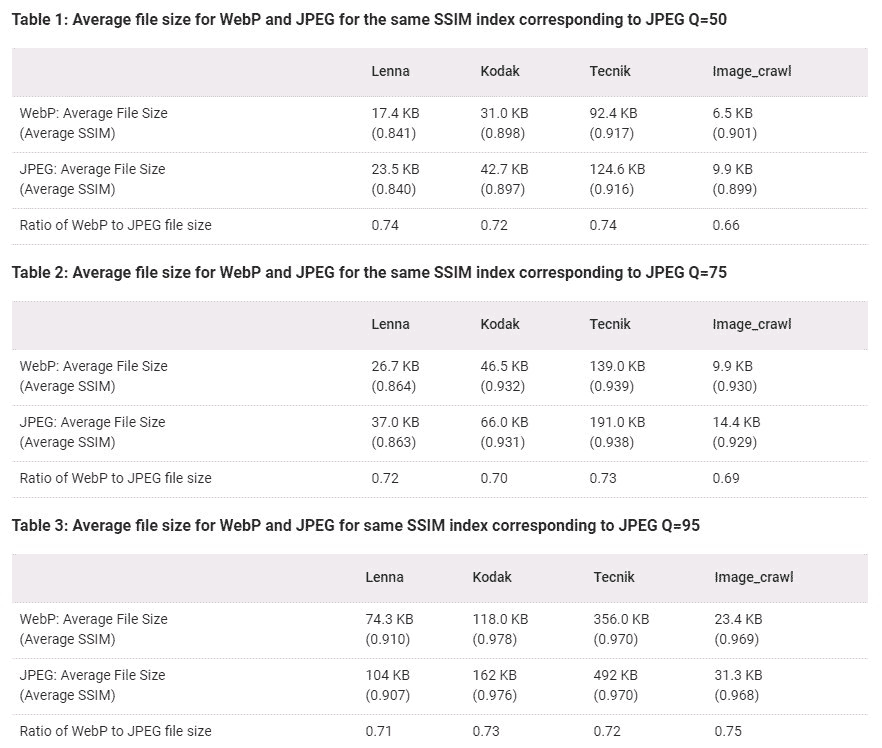 Table 1: Average file size for WebP and JPEG for the same SSIM index corresponding to JPEG Q=50
Lenna Kodak Tecnik Image_crawl
WebP: Average File Size 17.4 KB 31.0 KB 92.4 KB 6.5 KB
(Average SSIM) (0.841) (0.898) (0.917) (0.901)
JPEG: Average File Size 23.5 KB 42.7 KB 124.6 KB 9.9 KB
(Average SSIM) (0.840) (0.897) (0.916) (0.899)
Ratio of WebP to JPEG file size 0.74 0.72 0.74 0.66
Table 2: Average file size for WebP and JPEG for the same SSIM index corresponding to JPEG Q=75
Lenna Kodak Tecnik Image_crawl
WebP: Average File Size 26.7 KB 46.5 KB 139.0 KB 9.9 KB
(Average SSIM) (0.864) (0.932) (0.939) (0.930)
JPEG: Average File Size 37.0 KB 66.0 KB 191.0 KB 14.4 KB
(Average SSIM) (0.863) (0.931) (0.938) (0.929)
Ratio of WebP to JPEG file size 0.72 0.70 0.73 0.69
Table 3: Average file size for WebP and JPEG for same SSIM index corresponding to JPEG Q=95
Lenna Kodak Tecnik Image_crawl
WebP: Average File Size 74.3 KB 118.0 KB 356.0 KB 23.4 KB
(Average SSIM) (0.910) (0.978) (0.970) (0.969)
JPEG: Average File Size 104 KB 162 KB 492 KB 31.3 KB
(Average SSIM) (0.907) (0.976) (0.970) (0.968)
Ratio of WebP to JPEG file size 0.71 0.73 0.72 0.75